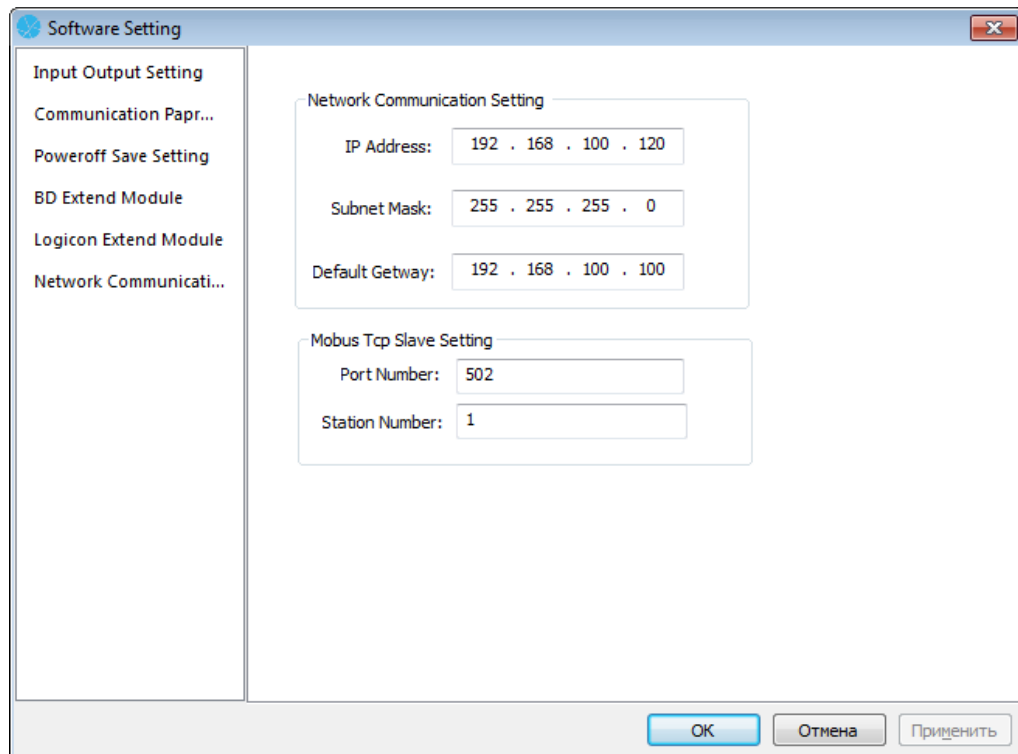 Software Setting
Input Output Setting
Communication Papr...
Poweroff Save Setting
BD Extend Module
Logicon Extend Module
Network Communicati...
Network Communication Setting
IP Address: 192 . 168 . 100 . 120
Subnet Mask: 255 . 255 . 255 . 0
Default Getway: 192 . 168 . 100 . 100
Mobus Tcp Slave Setting
Port Number: 502
Station Number: 1
OK Отмена Применить